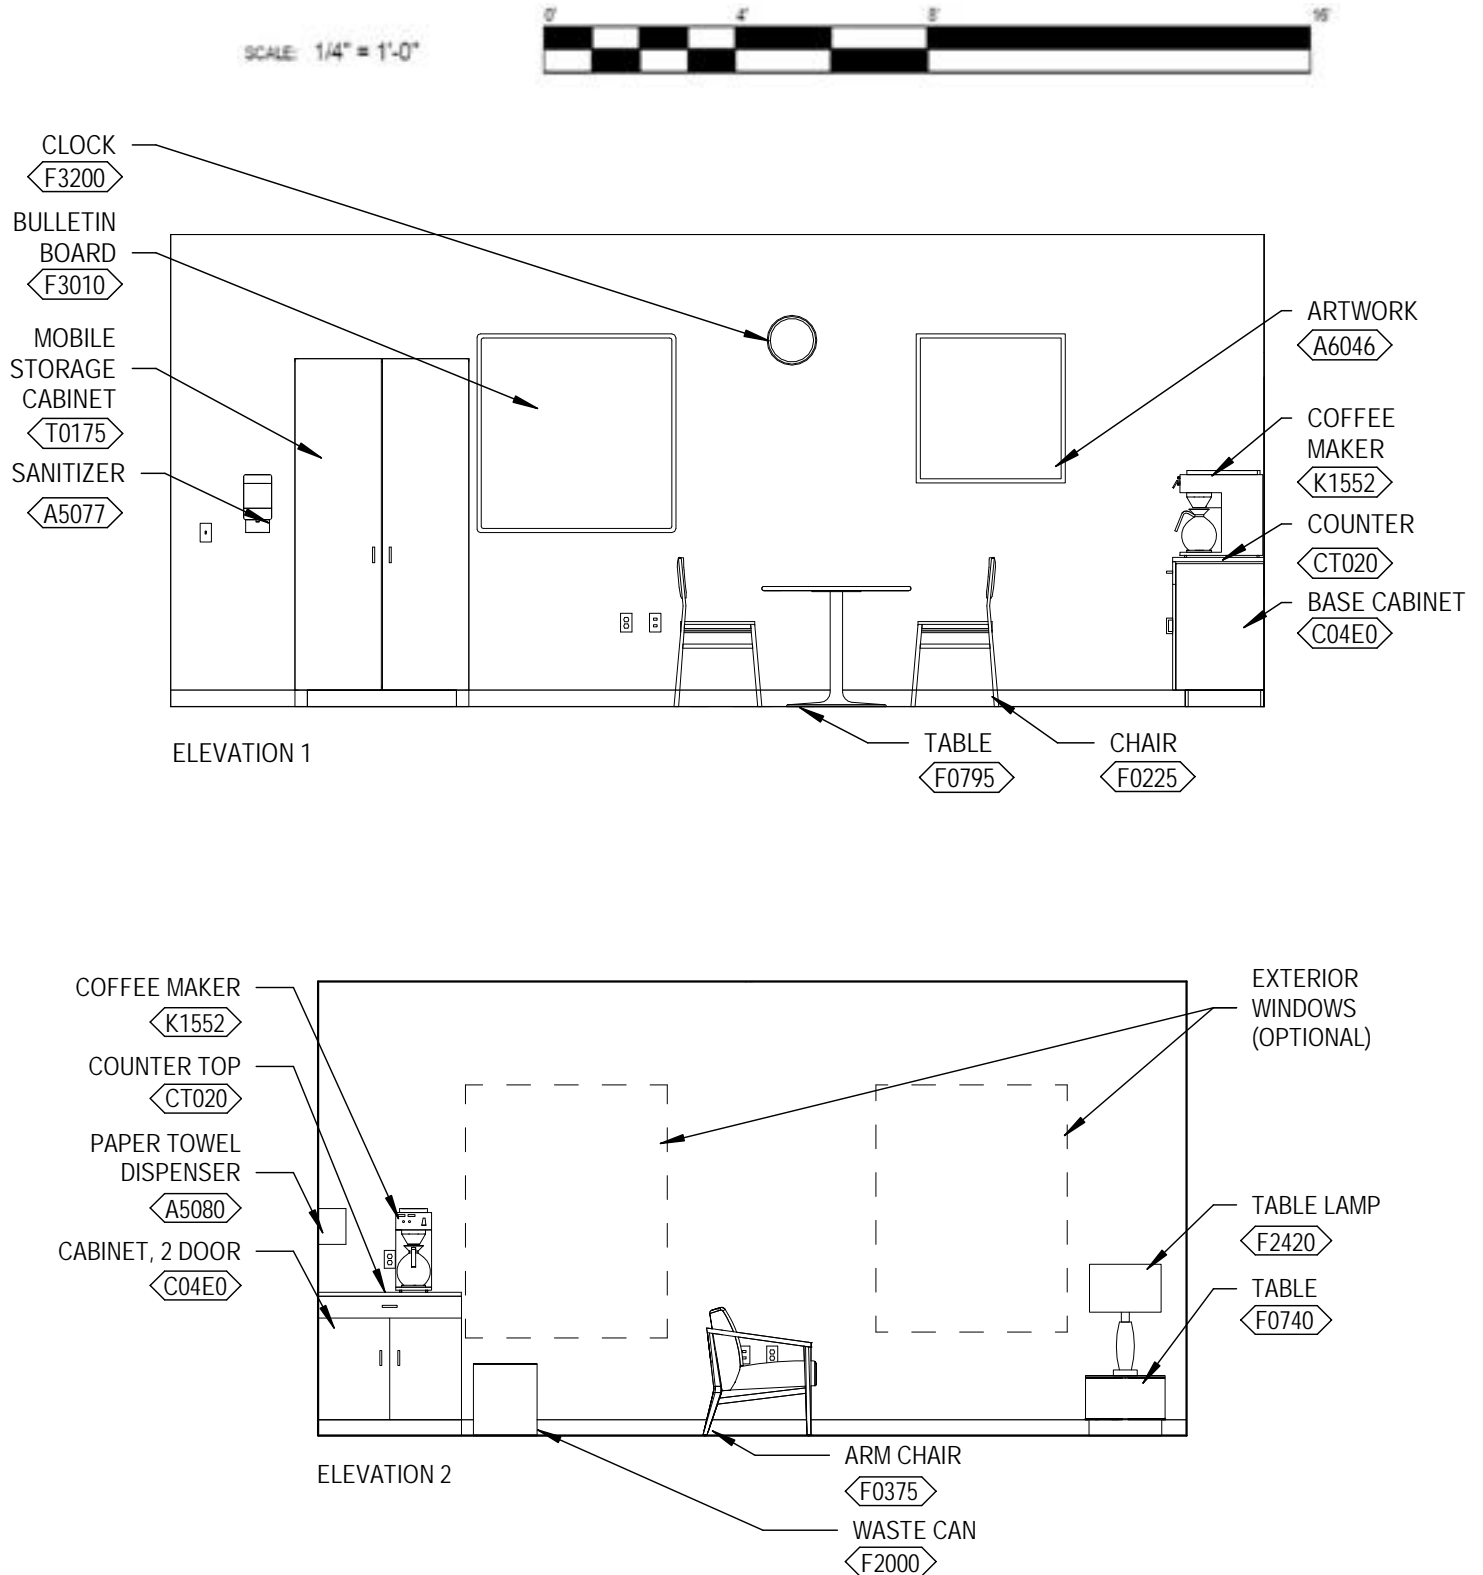 0' 4' 8' 16'
SCALE: 1/4" = 1'-0"
CLOCK
F3200
BULLETIN
BOARD
F3010
MOBILE
STORAGE
CABINET
T0175
SANITIZER
A5077
ARTWORK
A6046
COFFEE
MAKER
K1552
COUNTER
CT020
BASE CABINET
C04E0
TABLE
F0795
CHAIR
F0225
ELEVATION 1
COFFEE MAKER
K1552
COUNTER TOP
CT020
PAPER TOWEL
DISPENSER
A5080
CABINET, 2 DOOR
C04E0
EXTERIOR
WINDOWS
(OPTIONAL)
TABLE LAMP
F2420
TABLE
F0740
ARM CHAIR
F0375
WASTE CAN
F2000
ELEVATION 2